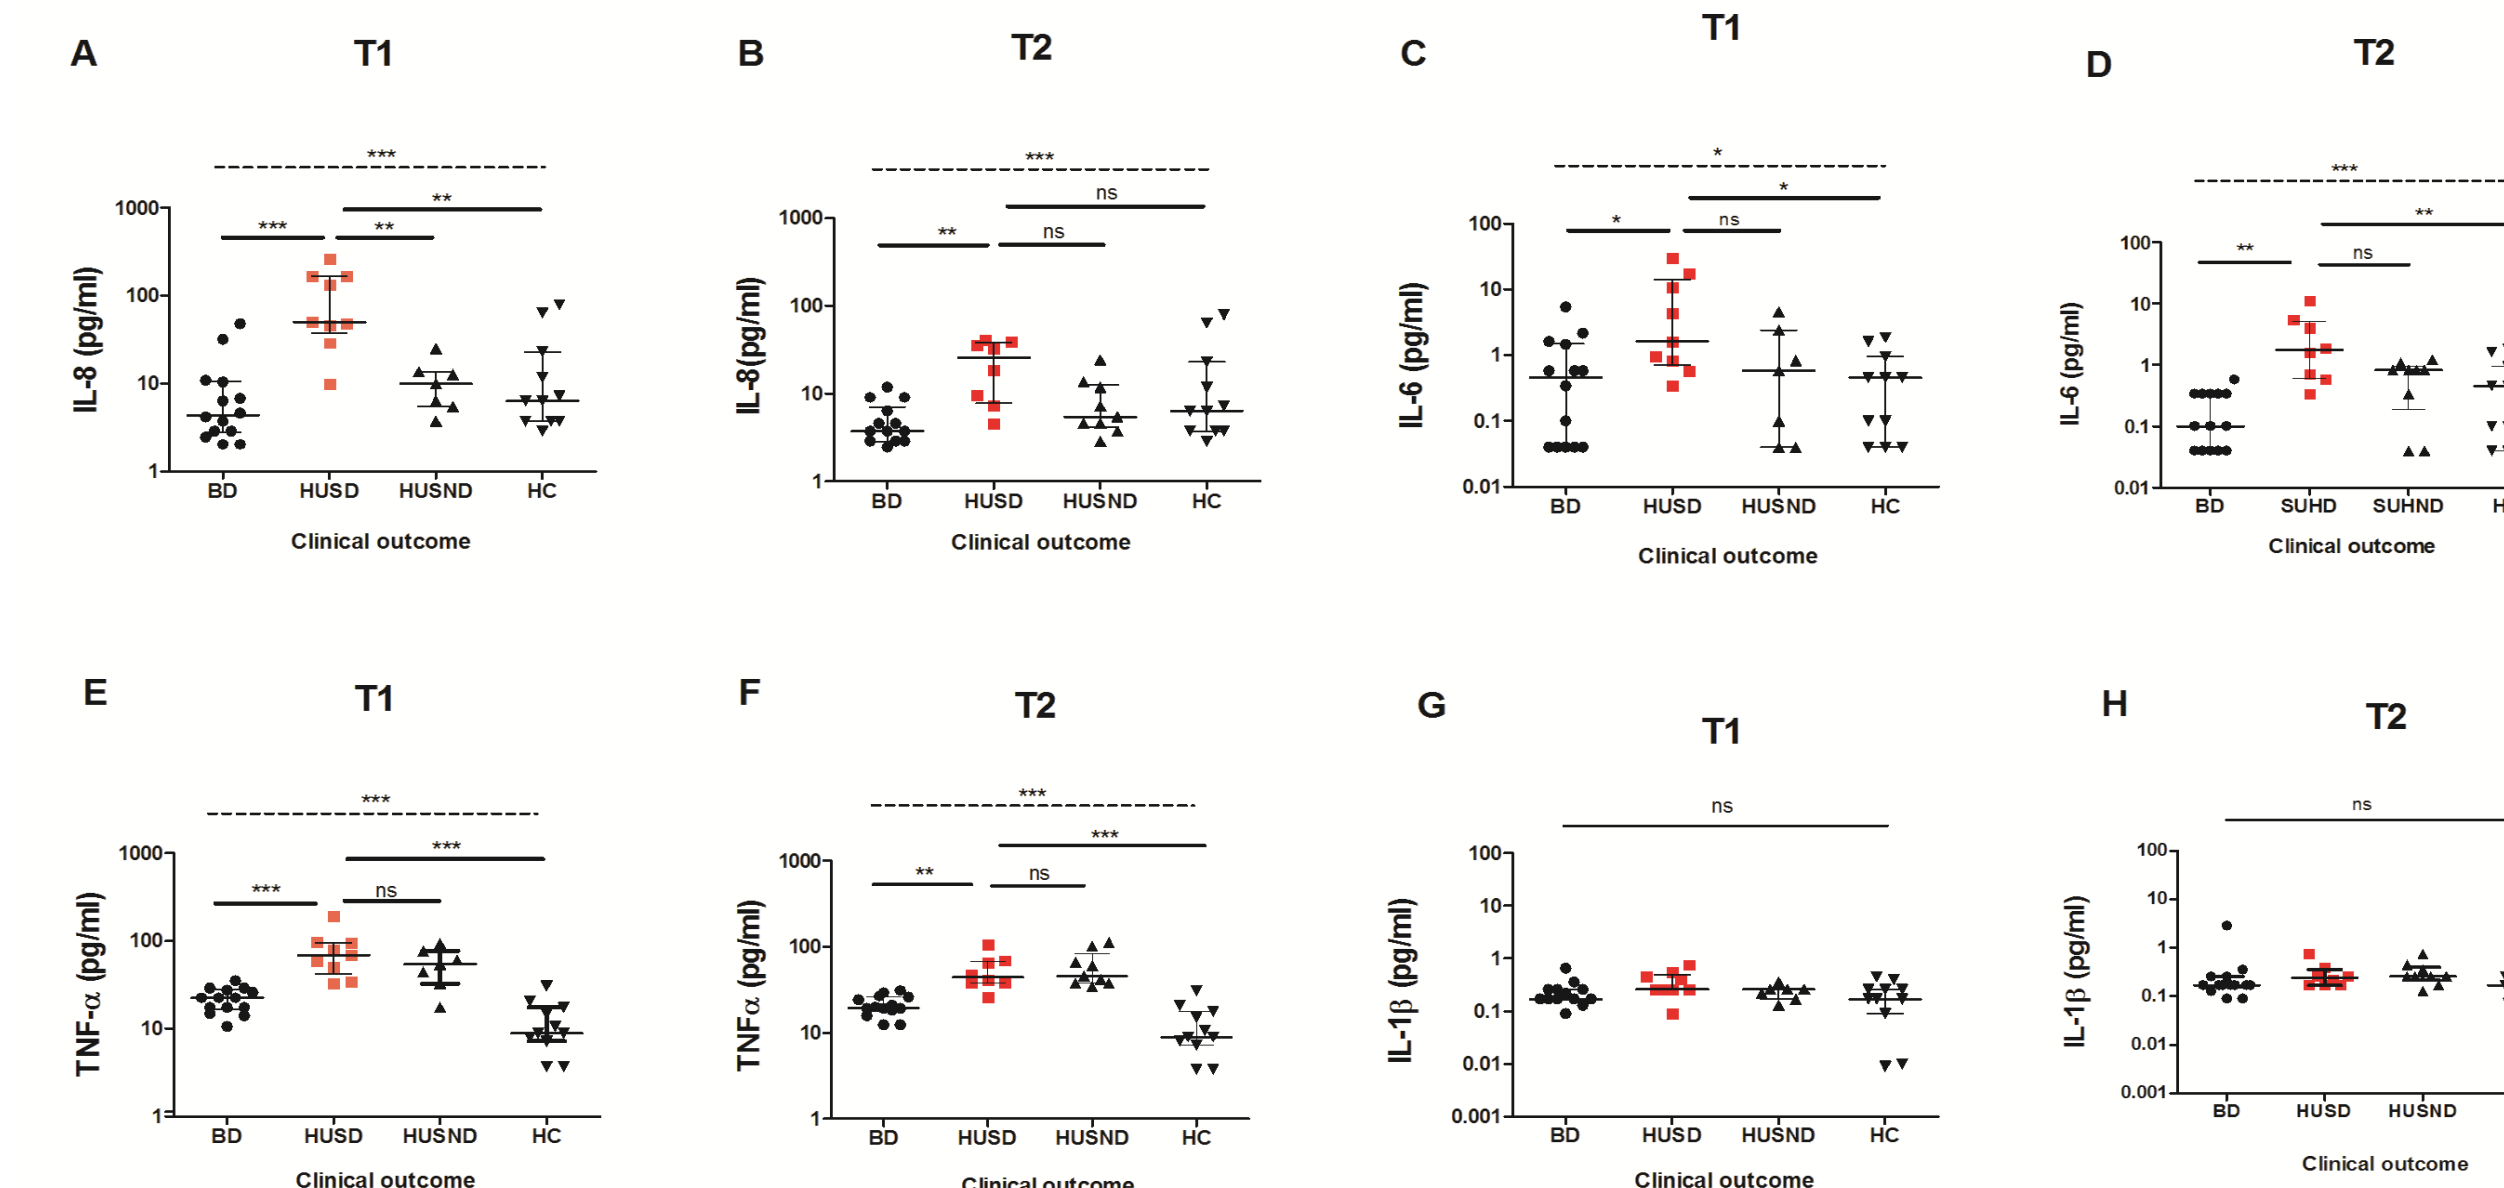 A T1
***
**
*** **
1000
100
10
1
IL-8 (pg/ml)
BD HUSD HUSND HC
Clinical outcome
B T2
***
ns
** ns
1000
100
10
1
IL-8(pg/ml)
BD HUSD HUSND HC
Clinical outcome
C T1
*
*
* ns
100
10
1
0.1
0.01
IL-6 (pg/ml)
BD HUSD HUSND HC
Clinical outcome
D T2
***
**
** ns
100
10
1
0.1
0.01
IL-6 (pg/ml)
BD SUHD SUHND H
Clinical outcome
E T1
***
***
*** ns
1000
100
10
1
TNF-α (pg/ml)
BD HUSD HUSND HC
Clinical outcome
F T2
***
***
** ns
1000
100
10
1
TNFα (pg/ml)
BD HUSD HUSND HC
Clinical outcome
G T1
ns
100
10
1
0.1
0.01
0.001
IL-1β (pg/ml)
BD HUSD HUSND HC
Clinical outcome
H T2
ns
100
10
1
0.1
0.01
0.001
IL-1β (pg/ml)
BD HUSD HUSND
Clinical outcome